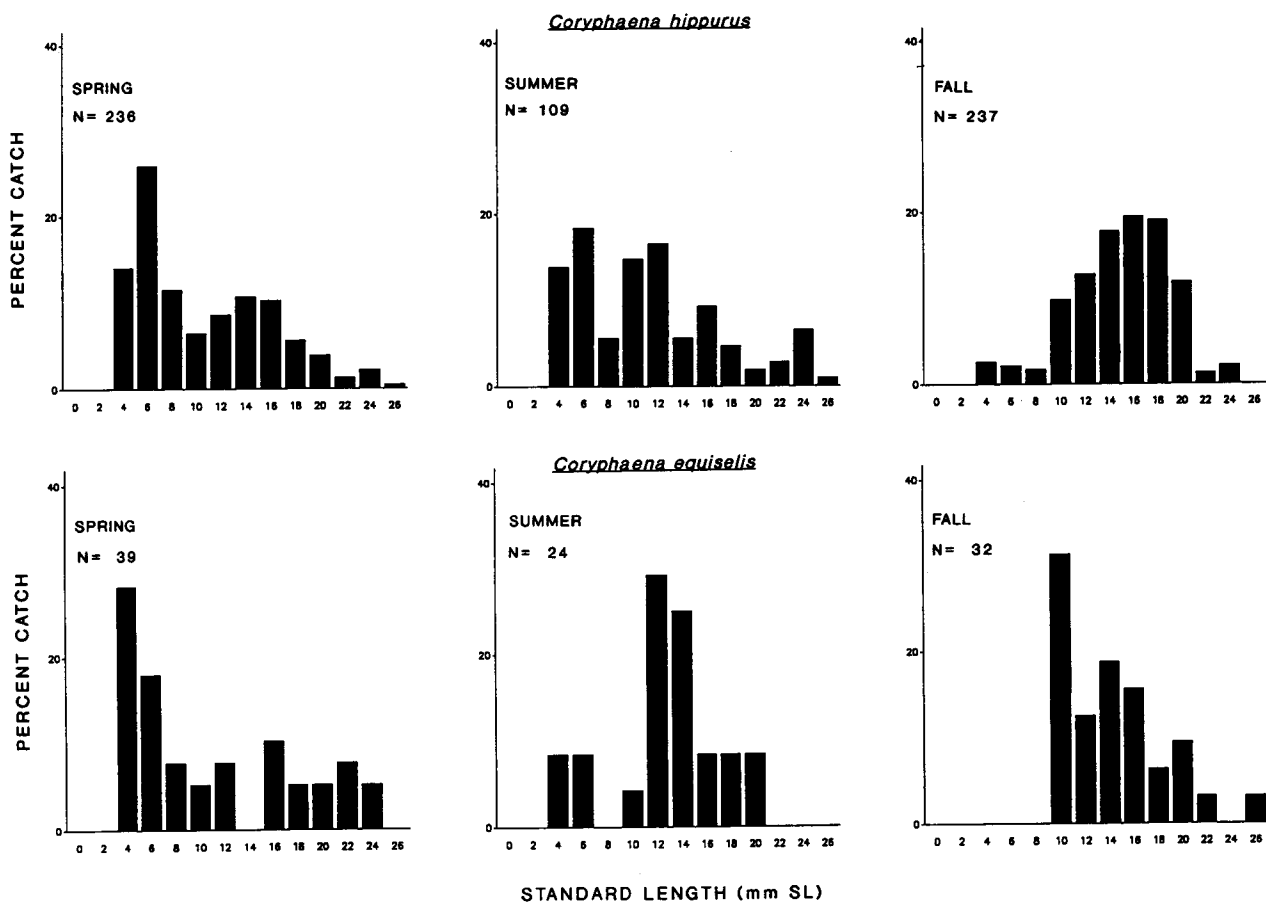 Coryphaena hippurus
PERCENT CATCH
40
20
0
SPRING
N= 236
0 2 4 6 8 10 12 14 16 18 20 22 24 26
40
20
0
SUMMER
N= 109
0 2 4 6 8 10 12 14 16 18 20 22 24 26
40
20
0
FALL
N= 237
0 2 4 6 8 10 12 14 16 18 20 22 24 26
Coryphaena equiselis
PERCENT CATCH
40
20
0
SPRING
N= 39
0 2 4 6 8 10 12 14 16 18 20 22 24 26
40
20
0
SUMMER
N= 24
0 2 4 6 8 10 12 14 16 18 20 22 24 26
40
20
0
FALL
N= 32
0 2 4 6 8 10 12 14 16 18 20 22 24 26
STANDARD LENGTH (mm SL)